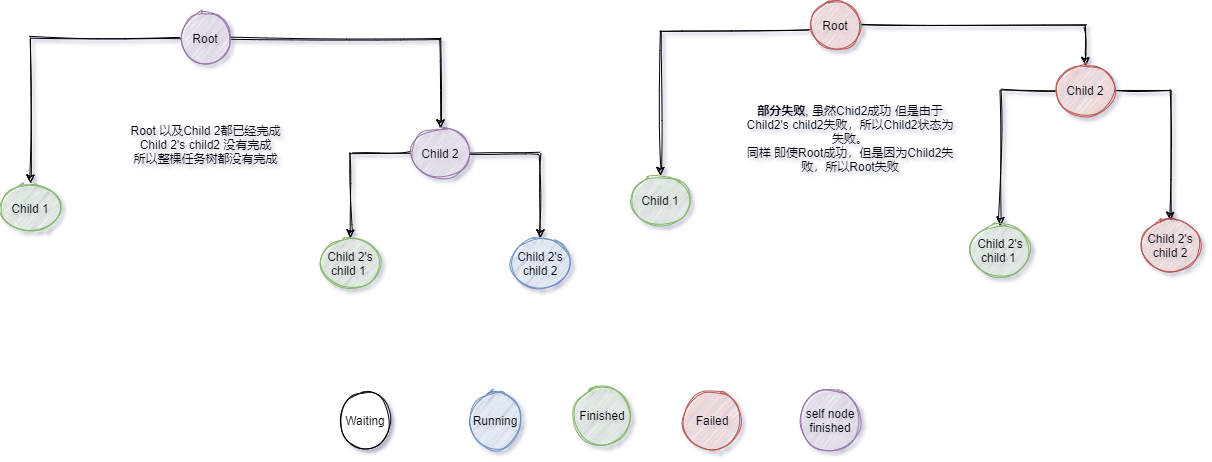 Root
Root 以及Child 2都已经完成
Child 2's child2 没有完成
所以整棵任务树都没有完成
Child 2
Child 1
Child 2's
child 1
Child 2's
child 2
Root
Child 2
部分失败, 虽然Chid2成功 但是由于
Child2's child2失败，所以Child2状态为
失败。
同样 即使Root成功，但是因为Child2失
败，所以Root失败
Child 1
Child 2's
child 1
Child 2's
child 2
Waiting
Running
Finished
Failed
self node
finished